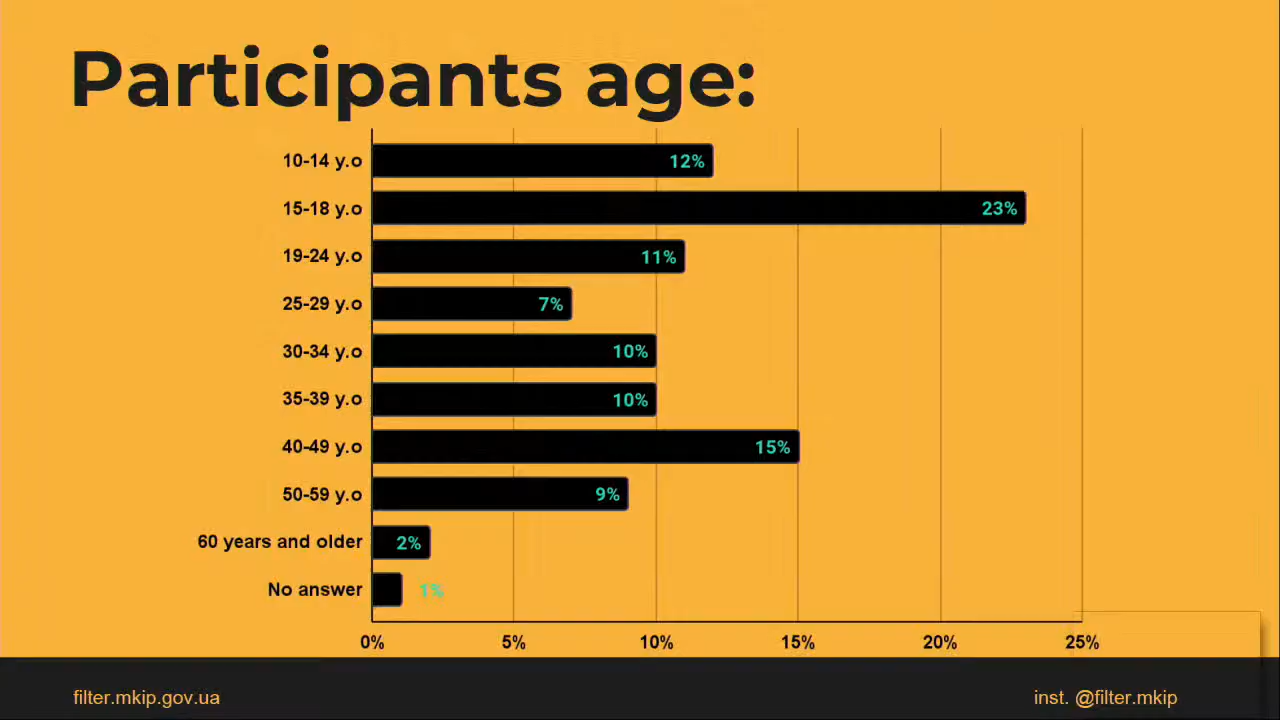 Participants age:
10-14 y.o 12%
15-18 y.o 23%
19-24 y.o 11%
25-29 y.o 7%
30-34 y.o 10%
35-39 y.o 10%
40-49 y.o 15%
50-59 y.o 9%
60 years and older 2%
No answer 1%
0% 5% 10% 15% 20% 25%
filter.mkip.gov.ua inst. @filter.mkip